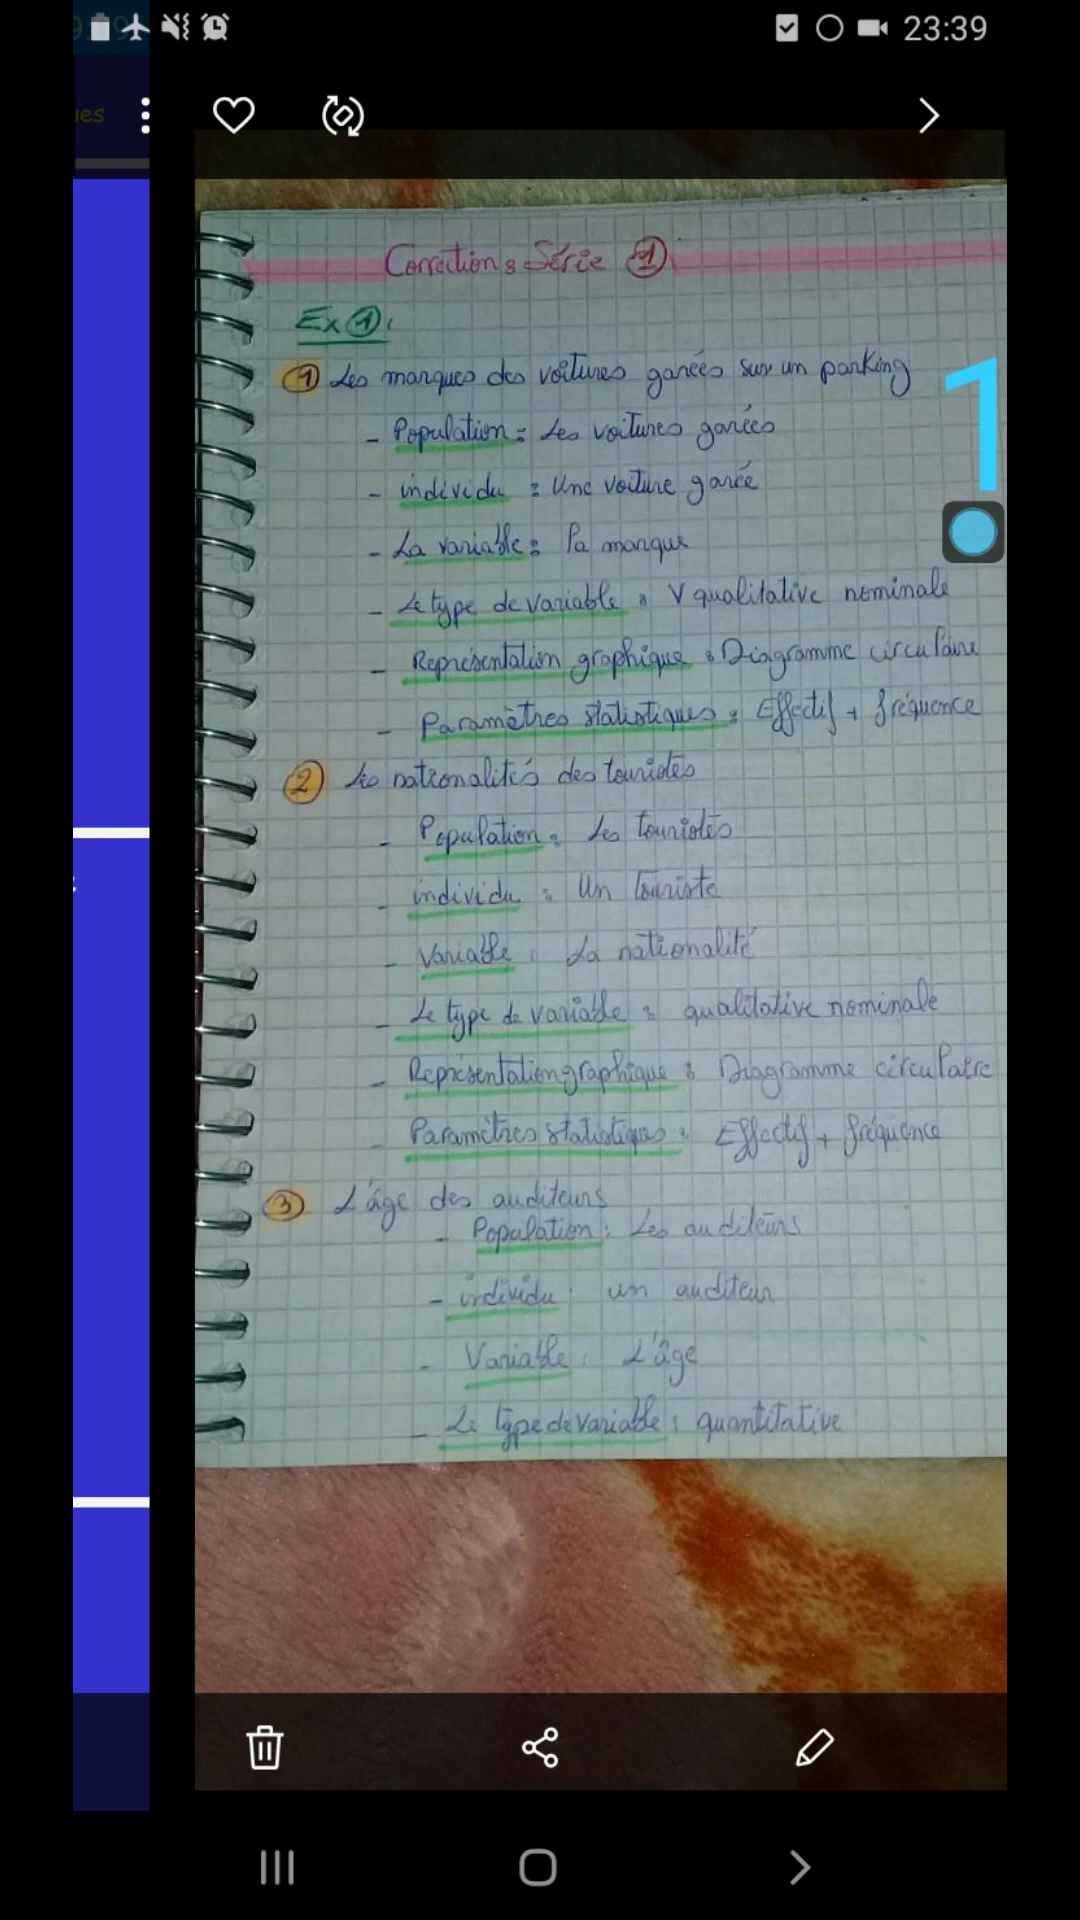 23:39
ues
Correction : Série 1
Ex 1 :
1 Les marques des voitures garées sur un parking
- Population : Les voitures garées
- individu : Une voiture garée
- La variable : la marque
- Le type de variable : V qualitative nominale
- Représentation graphique : Diagramme circulaire
- Paramètres statistiques : Effectif + fréquence
2 Les nationalités des touristes
- Population : Les touristes
- individu : Un touriste
- Variable : La nationalité
- Le type de variable : qualitative nominale
- Représentation graphique : Diagramme circulaire
- Paramètres statistiques : Effectif + fréquence
3 L'âge des auditeurs
- Population : Les auditeurs
- individu : un auditeur
- Variable : L'âge
- Le type de variable : quantitative
1